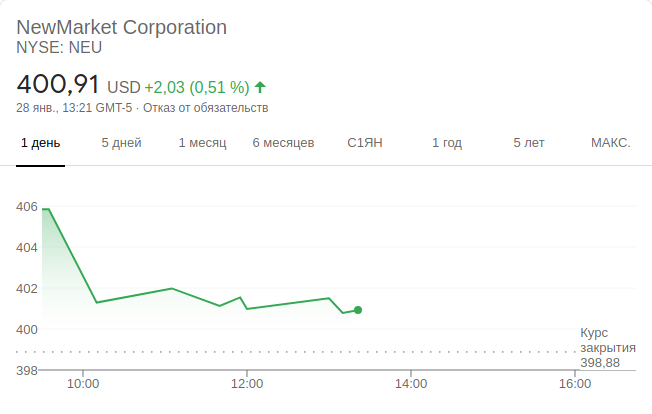 NewMarket Corporation
NYSE: NEU
400,91 USD +2,03 (0,51 %)
28 янв., 13:21 GMT-5 · Отказ от обязательств
1 день 5 дней 1 месяц 6 месяцев С1ЯН 1 год 5 лет МАКС.
406
404
402
400
Курс
закрытия
398,88
398
10:00 12:00 14:00 16:00